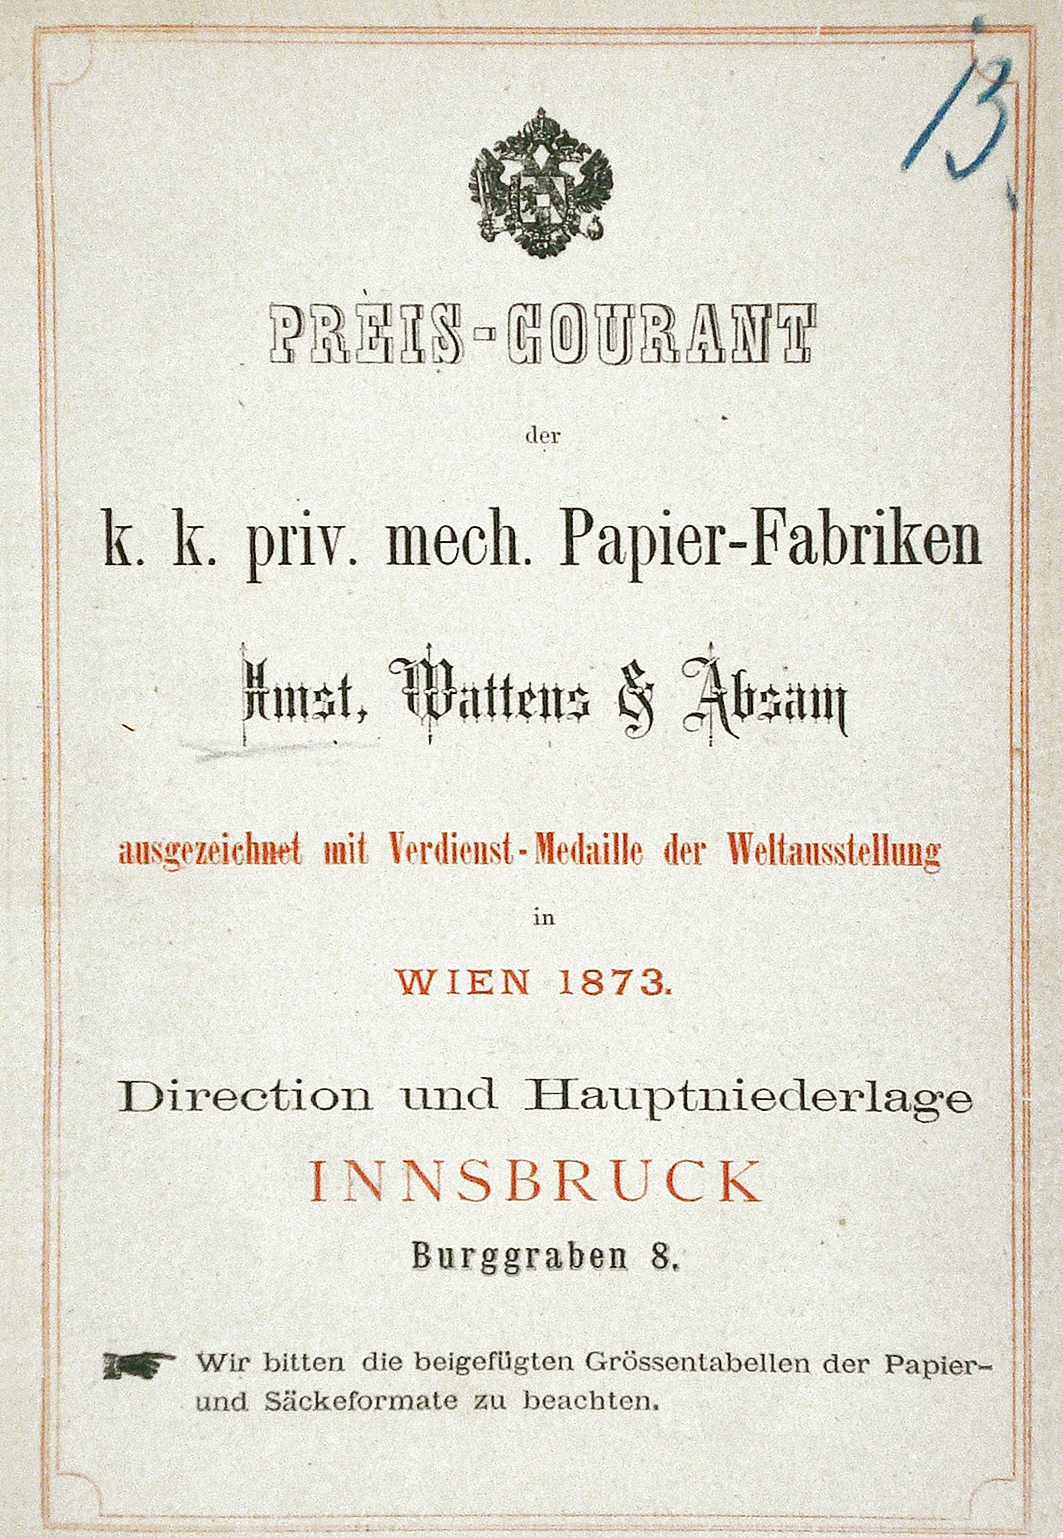 13.
PREIS-COURANT
der
k. k. priv. mech. Papier-Fabriken
Imst, Wattens & Absam
ausgezeichnet mit Verdienst-Medaille der Weltausstellung
in
WIEN 1873.
Direction und Hauptniederlage
INNSBRUCK
Burggraben 8.
Wir bitten die beigefügten Grössentabellen der Papier-
und Säckeformate zu beachten.